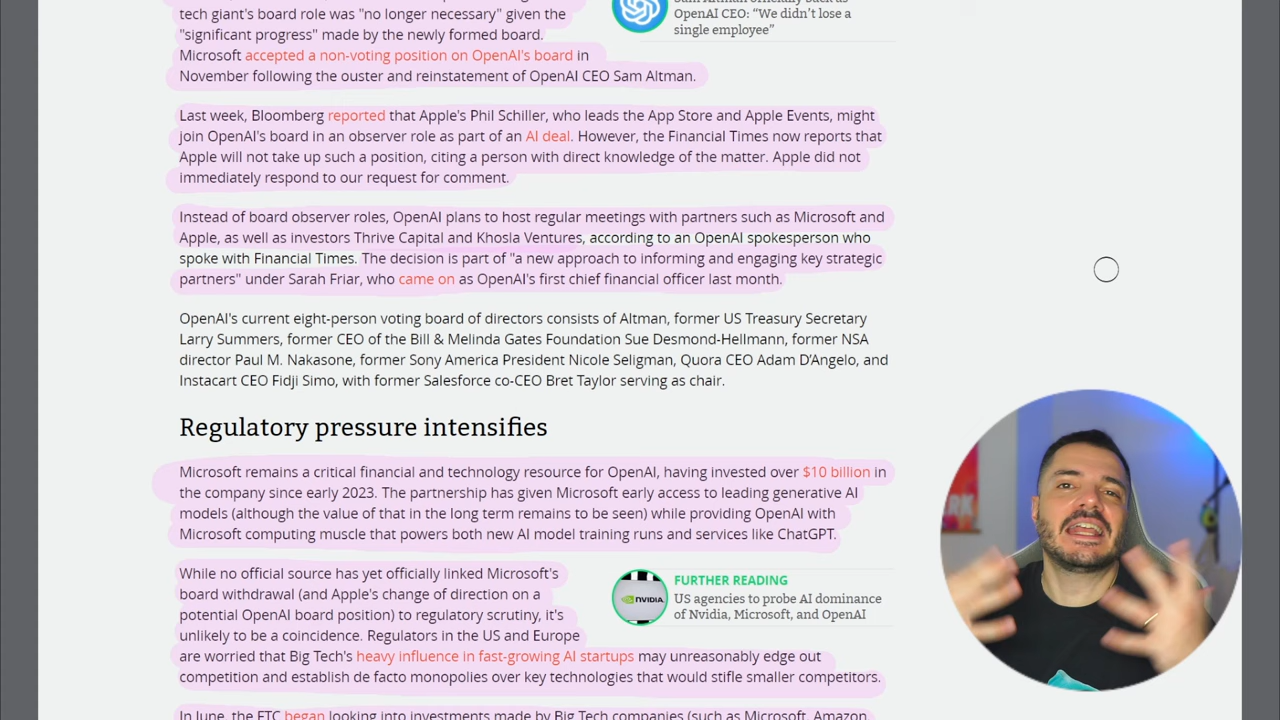 tech giant's board role was "no longer necessary" given the
"significant progress" made by the newly formed board.
Microsoft accepted a non-voting position on OpenAI's board in
November following the ouster and reinstatement of OpenAI CEO Sam Altman.
OpenAI CEO: “We didn’t lose a
single employee”
Last week, Bloomberg reported that Apple's Phil Schiller, who leads the App Store and Apple Events, might
join OpenAI's board in an observer role as part of an AI deal. However, the Financial Times now reports that
Apple will not take up such a position, citing a person with direct knowledge of the matter. Apple did not
immediately respond to our request for comment.
Instead of board observer roles, OpenAI plans to host regular meetings with partners such as Microsoft and
Apple, as well as investors Thrive Capital and Khosla Ventures, according to an OpenAI spokesperson who
spoke with Financial Times. The decision is part of "a new approach to informing and engaging key strategic
partners" under Sarah Friar, who came on as OpenAI's first chief financial officer last month.
OpenAI's current eight-person voting board of directors consists of Altman, former US Treasury Secretary
Larry Summers, former CEO of the Bill & Melinda Gates Foundation Sue Desmond-Hellmann, former NSA
director Paul M. Nakasone, former Sony America President Nicole Seligman, Quora CEO Adam D’Angelo, and
Instacart CEO Fidji Simo, with former Salesforce co-CEO Bret Taylor serving as chair.
Regulatory pressure intensifies
Microsoft remains a critical financial and technology resource for OpenAI, having invested over $10 billion in
the company since early 2023. The partnership has given Microsoft early access to leading generative AI
models (although the value of that in the long term remains to be seen) while providing OpenAI with
Microsoft computing muscle that powers both new AI model training runs and services like ChatGPT.
While no official source has yet officially linked Microsoft's
board withdrawal (and Apple's change of direction on a
potential OpenAI board position) to regulatory scrutiny, it's
unlikely to be a coincidence. Regulators in the US and Europe
are worried that Big Tech's heavy influence in fast-growing AI startups may unreasonably edge out
competition and establish de facto monopolies over key technologies that would stifle smaller competitors.
NVIDIA
FURTHER READING
US agencies to probe AI dominance
of Nvidia, Microsoft, and OpenAI
In June, the FTC began looking into investments made by Big Tech companies (such as Microsoft, Amazon,